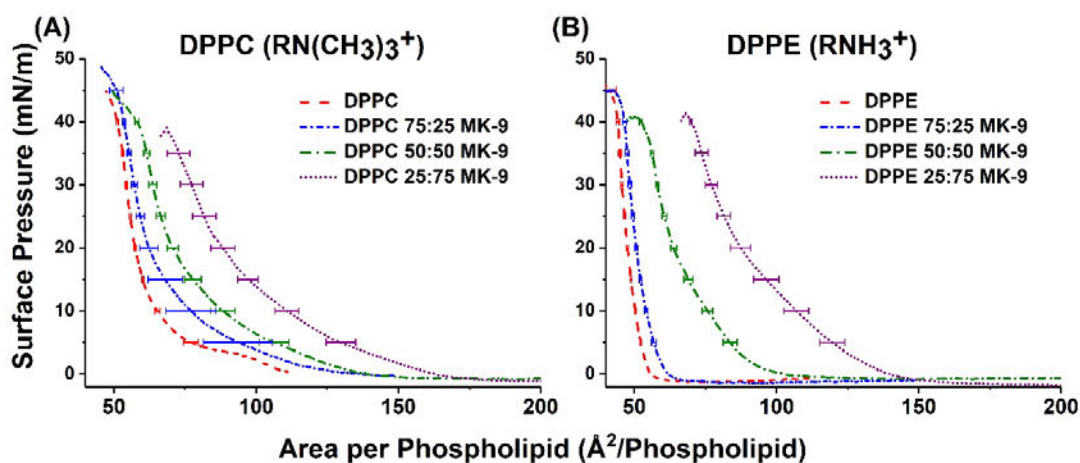 (A) DPPC (RN(CH3)3+)
Surface Pressure (mN/m)
50
40
30
20
10
0
DPPC
DPPC 75:25 MK-9
DPPC 50:50 MK-9
DPPC 25:75 MK-9
50 100 150 200
(B) DPPE (RNH3+)
50
40
30
20
10
0
DPPE
DPPE 75:25 MK-9
DPPE 50:50 MK-9
DPPE 25:75 MK-9
50 100 150 200
Area per Phospholipid (Å2/Phospholipid)